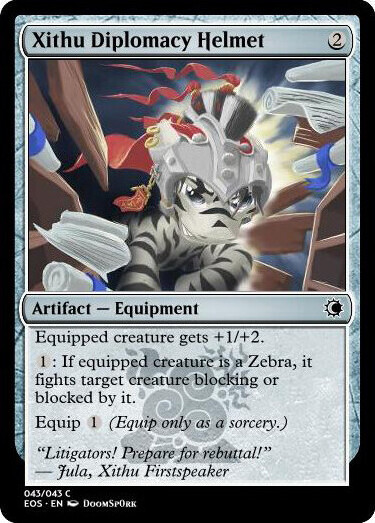 Xithu Diplomacy Helmet 2
Artifact — Equipment
Equipped creature gets +1/+2.
1 : If equipped creature is a Zebra, it
fights target creature blocking or
blocked by it.
Equip 1 (Equip only as a sorcery.)
"Litigators! Prepare for rebuttal!"
— Jula, Xithu Firstspeaker
043/043 C
EOS • EN DoomSp0rk